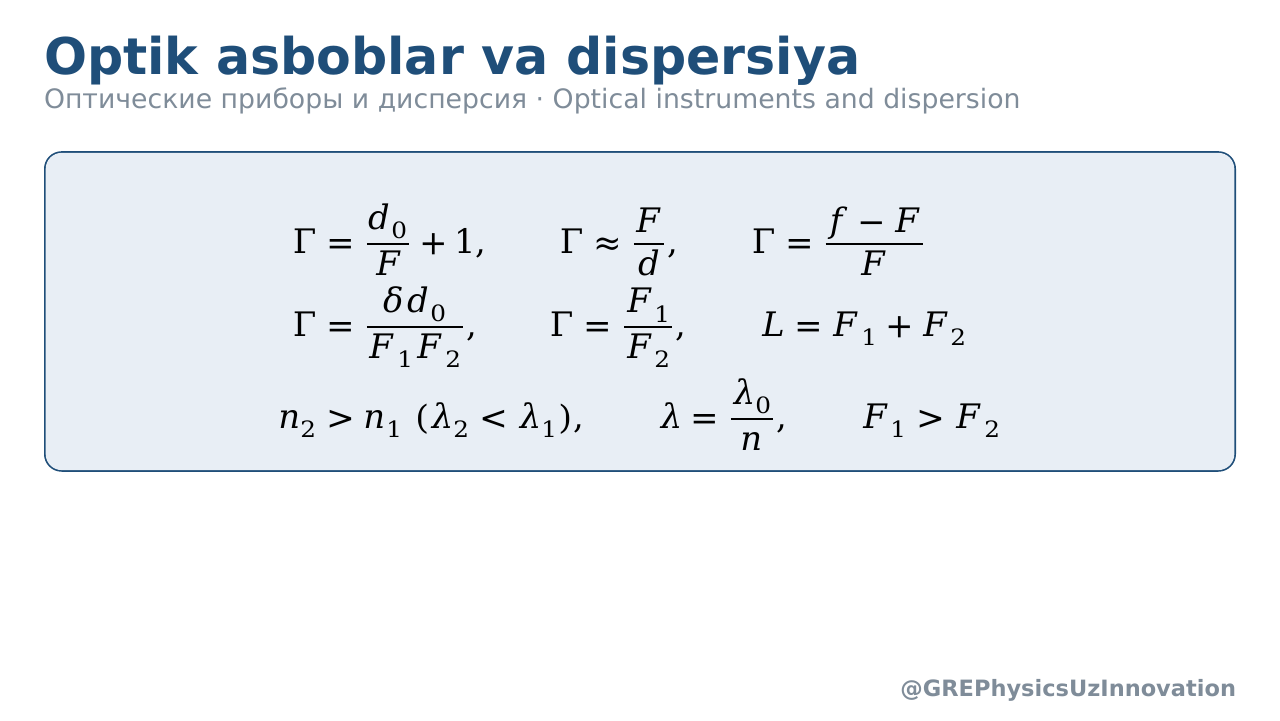 Optik asboblar va dispersiya
Оптические приборы и дисперсия · Optical instruments and dispersion
Γ = d₀/F + 1, Γ ≈ F/d, Γ = (f − F)/F
Γ = δd₀/(F₁F₂), Γ = F₁/F₂, L = F₁ + F₂
n₂ > n₁ (λ₂ < λ₁), λ = λ₀/n, F₁ > F₂
@GREPhysicsUzInnovation